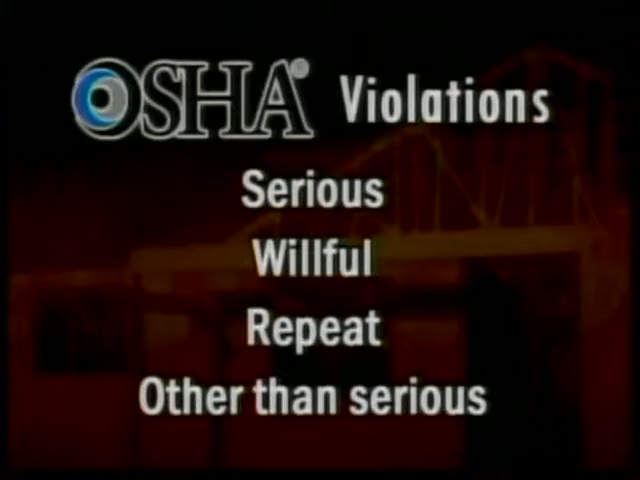 OSHA® Violations
Serious
Willful
Repeat
Other than serious